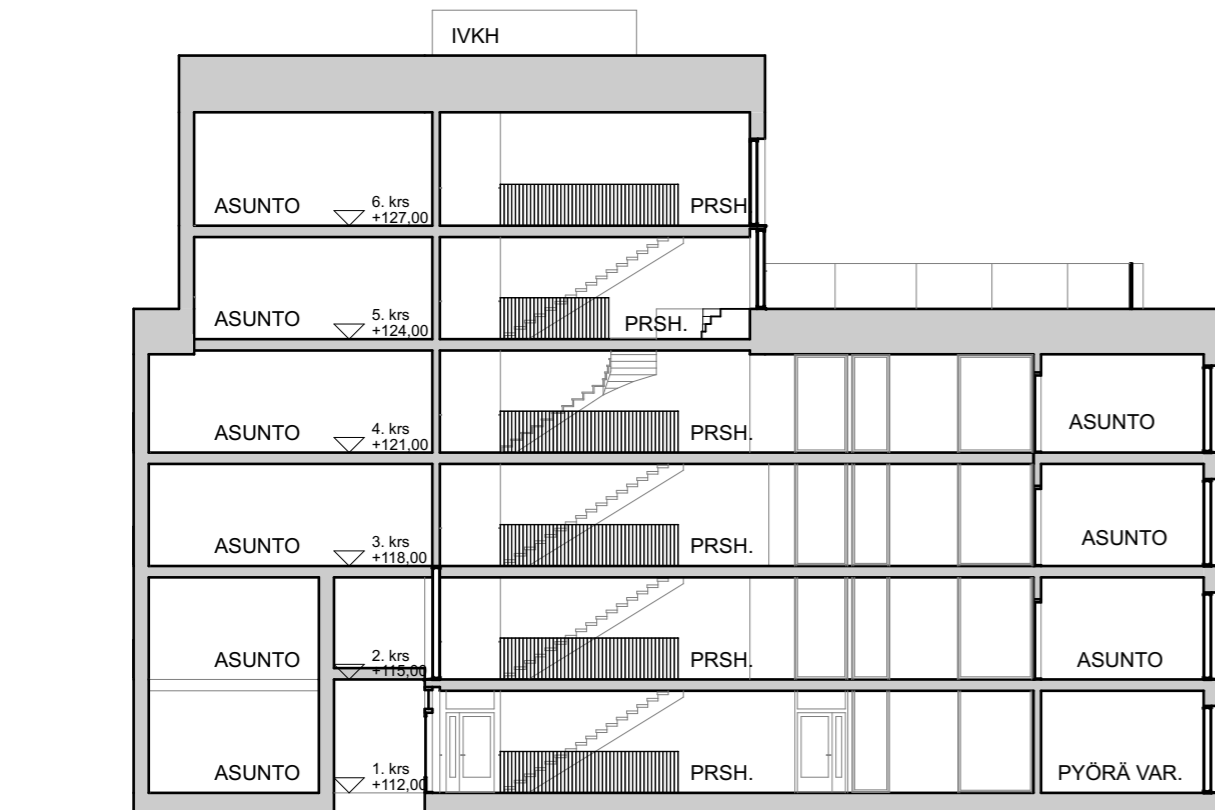 IVKH
ASUNTO
6. krs
+127,00
PRSH
ASUNTO
5. krs
+124,00
PRSH.
ASUNTO
4. krs
+121,00
PRSH.
ASUNTO
ASUNTO
3. krs
+118,00
PRSH.
ASUNTO
ASUNTO
2. krs
+115,00
PRSH.
ASUNTO
ASUNTO
1. krs
+112,00
PRSH.
PYÖRÄ VAR.